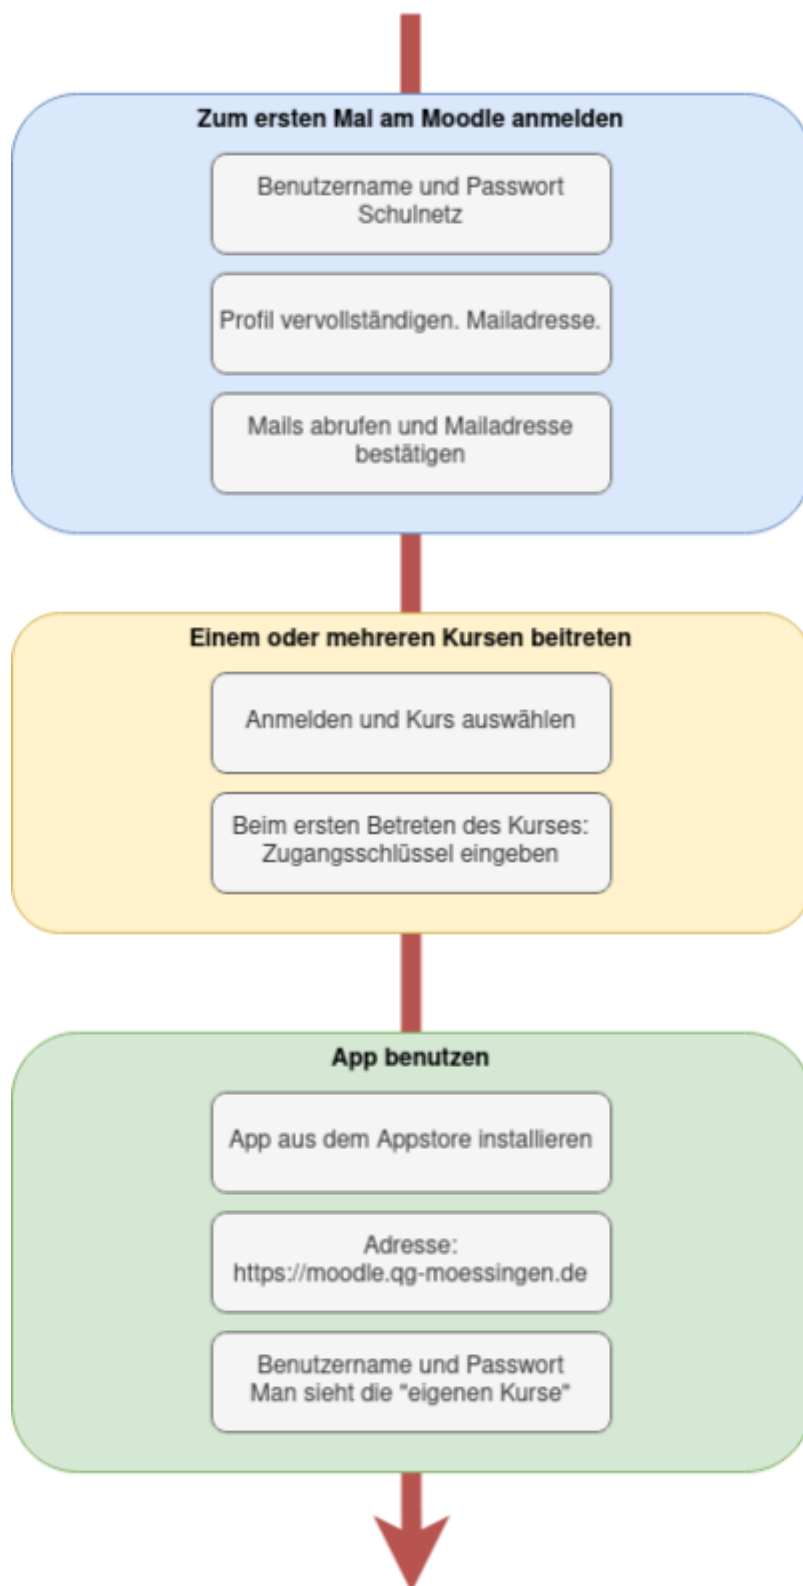 Zum ersten Mal am Moodle anmelden
Benutzername und Passwort
Schulnetz
Profil vervollständigen. Mailadresse.
Mails abrufen und Mailadresse
bestätigen
Einem oder mehreren Kursen beitreten
Anmelden und Kurs auswählen
Beim ersten Betreten des Kurses:
Zugangsschlüssel eingeben
App benutzen
App aus dem Appstore installieren
Adresse:
https://moodle.qg-moessingen.de
Benutzername und Passwort
Man sieht die "eigenen Kurse"